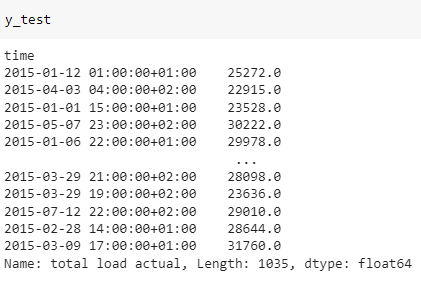 y_test
time
2015-01-12 01:00:00+01:00    25272.0
2015-04-03 04:00:00+02:00    22915.0
2015-01-01 15:00:00+01:00    23528.0
2015-05-07 23:00:00+02:00    30222.0
2015-01-06 22:00:00+01:00    29978.0
...
2015-03-29 21:00:00+02:00    28098.0
2015-03-29 19:00:00+02:00    23636.0
2015-07-12 22:00:00+02:00    29010.0
2015-02-28 14:00:00+01:00    28644.0
2015-03-09 17:00:00+01:00    31760.0
Name: total load actual, Length: 1035, dtype: float64